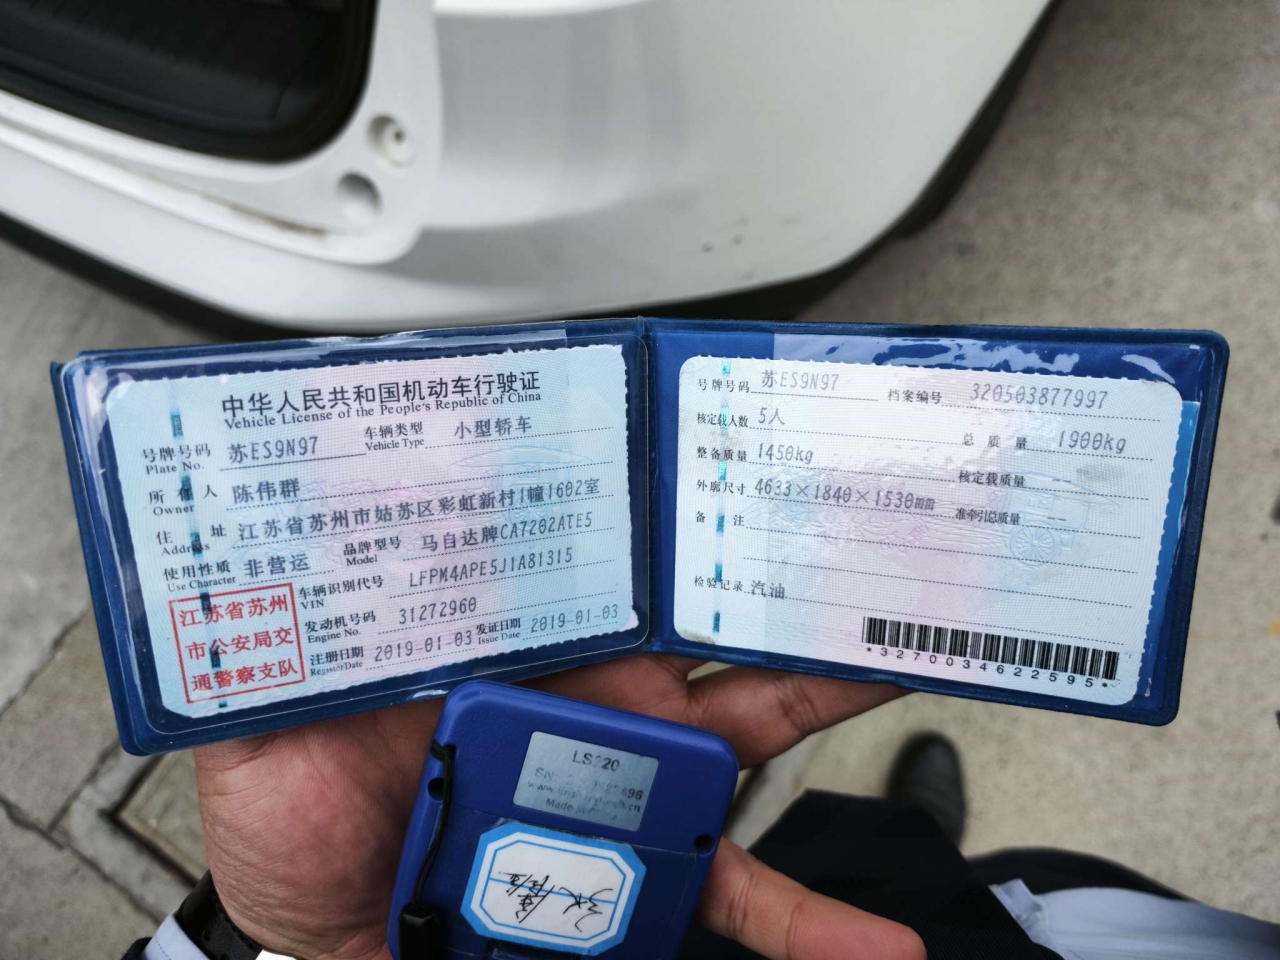 中华人民共和国机动车行驶证
Vehicle License of the People's Republic of China
号牌号码 苏ES9N97 车辆类型 小型轿车
Plate No. Vehicle Type
所有人 陈伟群
Owner
住址 江苏省苏州市姑苏区彩虹新村1幢1602室
Address
使用性质 非营运 品牌型号 马自达牌CA7202ATE5
Use Character Model
江苏省苏州
市公安局交
通警察支队
车辆识别代号 LFPM4APE5J1A81315
VIN
发动机号码 31272960
Engine No.
注册日期 2019-01-03 发证日期 2019-01-03
Register Date Issue Date
号牌号码 苏ES9N97 档案编号 320503877997
核定载人数 5人 总质量 1900kg
整备质量 1450kg 核定载质量 --
外廓尺寸 4633×1840×1530mm 准牵引总质量 --
备注
检验记录 汽油
*3270034622595*
LS220
SN:
Made